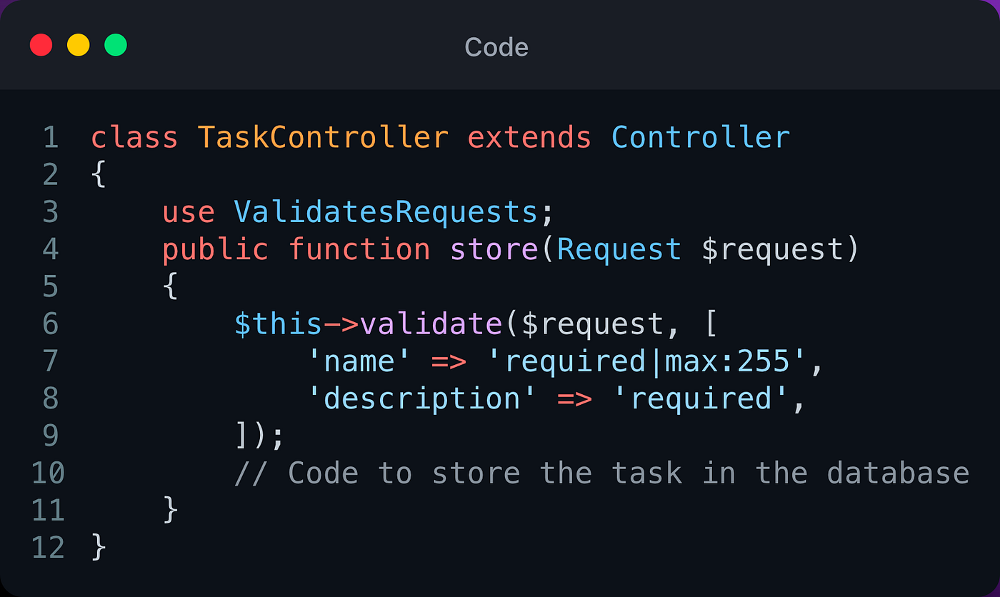 Code
1 class TaskController extends Controller
2 {
3     use ValidatesRequests;
4     public function store(Request $request)
5     {
6         $this->validate($request, [
7             'name' => 'required|max:255',
8             'description' => 'required',
9         ]);
10         // Code to store the task in the database
11     }
12 }